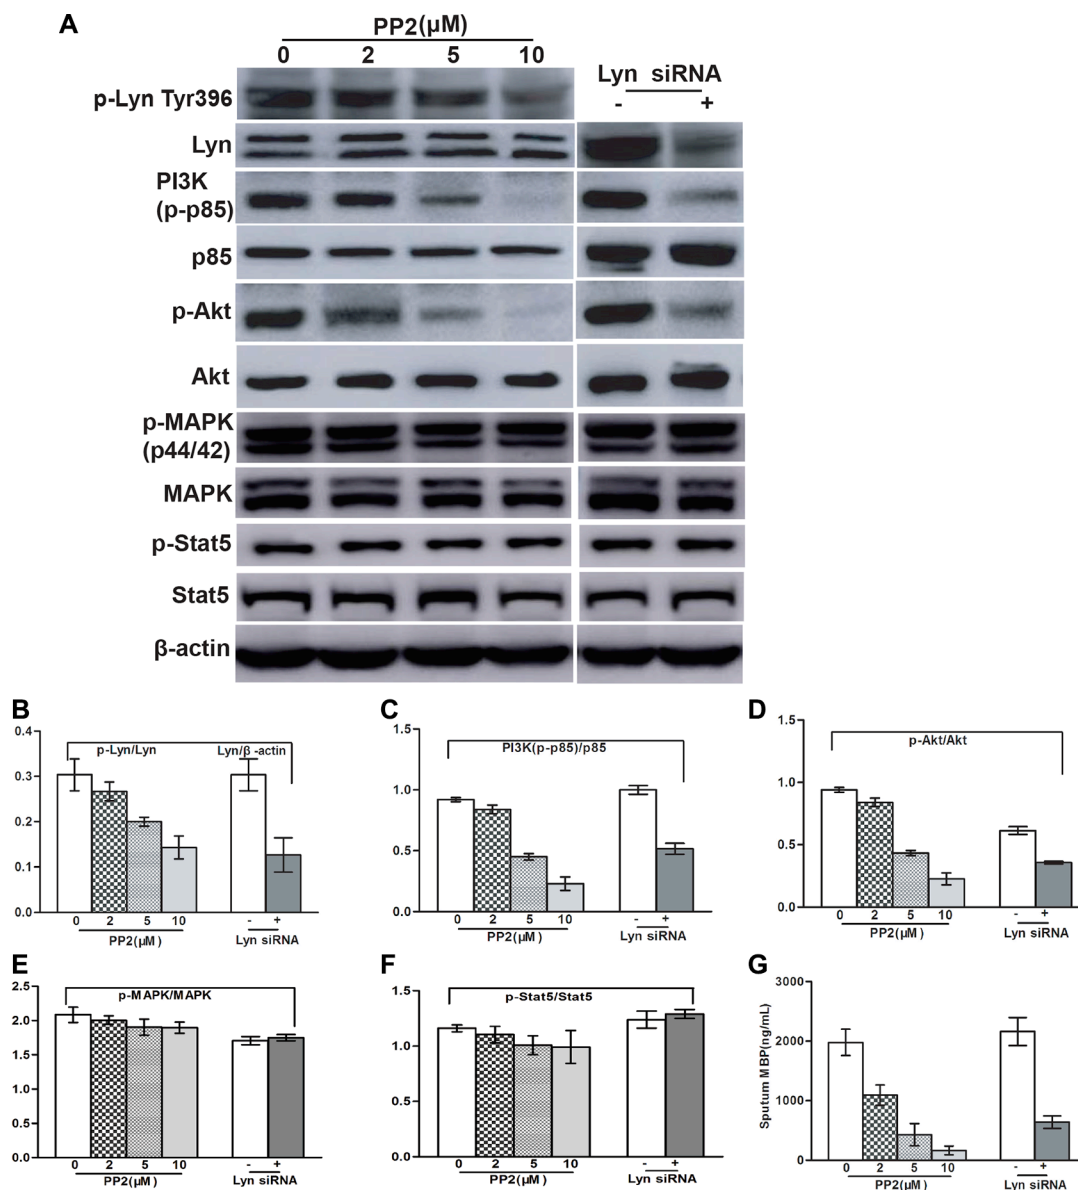 A
PP2(μM)
0 2 5 10
Lyn siRNA
- +
p-Lyn Tyr396
Lyn
PI3K
(p-p85)
p85
p-Akt
Akt
p-MAPK
(p44/42)
MAPK
p-Stat5
Stat5
β-actin
B
0.4
0.3
0.2
0.1
0.0
p-Lyn/Lyn
Lyn/β -actin
0 2 5 10
PP2(μM )
- +
Lyn siRNA
C
1.5
1.0
0.5
0.0
PI3K(p-p85)/p85
0 2 5 10
PP2(μM )
- +
Lyn siRNA
D
1.5
1.0
0.5
0.0
p-Akt/Akt
0 2 5 10
PP2(μM )
- +
Lyn siRNA
E
2.5
2.0
1.5
1.0
0.5
0.0
p-MAPK/MAPK
0 2 5 10
PP2(μM )
- +
Lyn siRNA
F
1.5
1.0
0.5
0.0
p-Stat5/Stat5
0 2 5 10
PP2(μM )
- +
Lyn siRNA
G
Sputum MBP(ng/mL)
3000
2000
1000
0
0 2 5 10
PP2(μM )
- +
Lyn siRNA